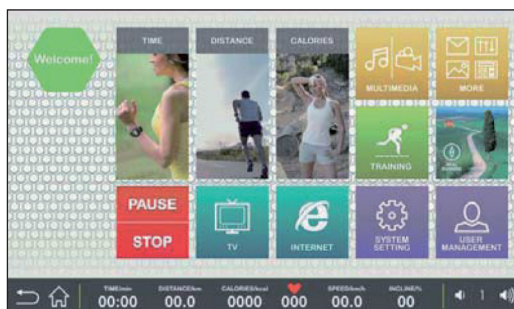 Welcome!
TIME
DISTANCE
CALORIES
MULTIMEDIA
MORE
TRAINING
PAUSE
STOP
TV
INTERNET
SYSTEM
SETTING
USER
MANAGEMENT
TIME/min DISTANCE/km CALORIES/kcal SPEED/km/h INCLINE/%
00:00 00.0 0000 000 00.0 00 1